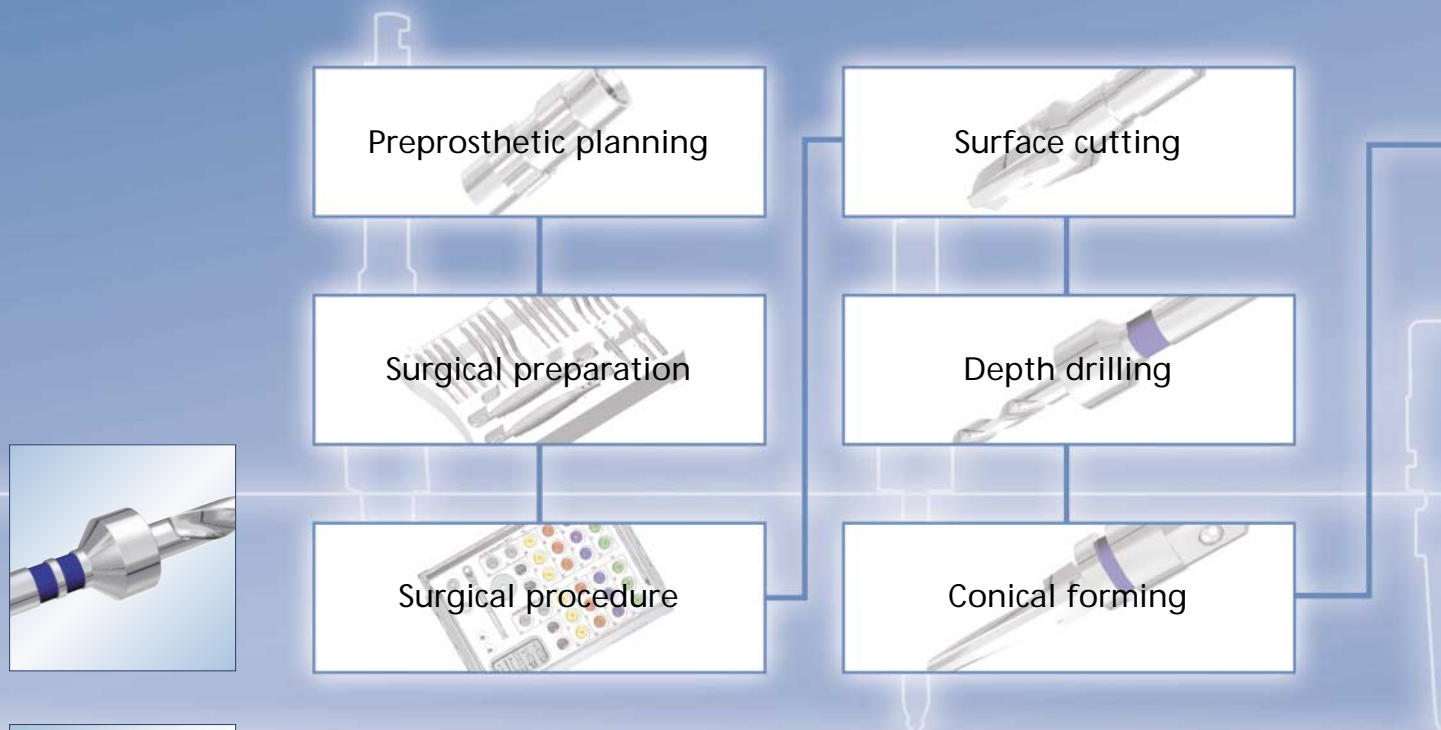 Preprosthetic planning
Surgical preparation
Surgical procedure
Surface cutting
Depth drilling
Conical forming